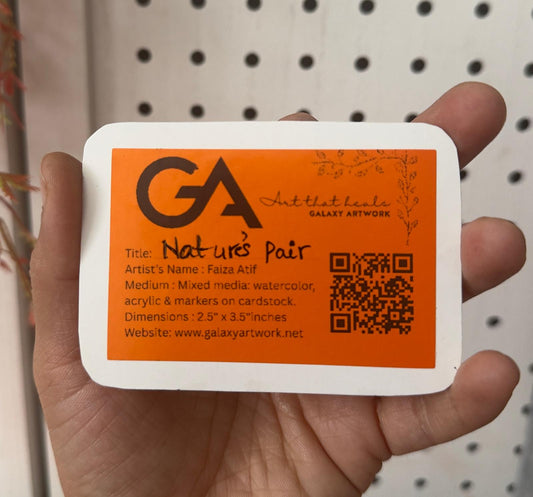 GA
Art that heals
GALAXY ARTWORK
Title: Nature's Pair
Artist's Name : Faiza Atif
Medium : Mixed media: watercolor,
acrylic & markers on cardstock.
Dimensions : 2.5" x 3.5"inches
Website: www.galaxyartwork.net